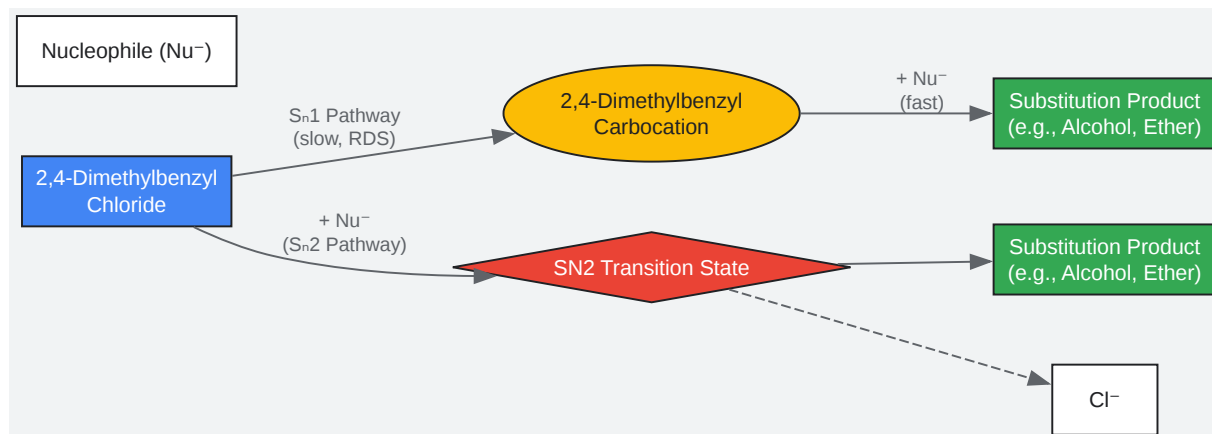 Nucleophile (Nu⁻)
Sₙ1 Pathway
(slow, RDS)
2,4-Dimethylbenzyl
Carbocation
+ Nu⁻
(fast)
Substitution Product
(e.g., Alcohol, Ether)
2,4-Dimethylbenzyl
Chloride
+ Nu⁻
(Sₙ2 Pathway)
SN2 Transition State
Substitution Product
(e.g., Alcohol, Ether)
Cl⁻